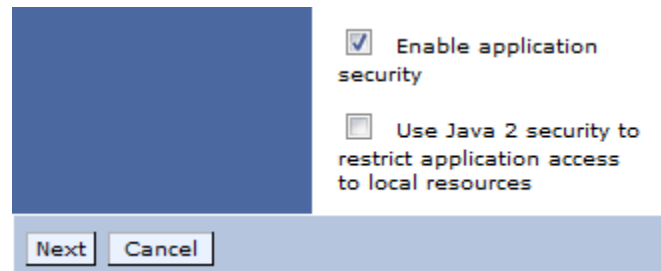 Enable application
security
Use Java 2 security to
restrict application access
to local resources
Next Cancel